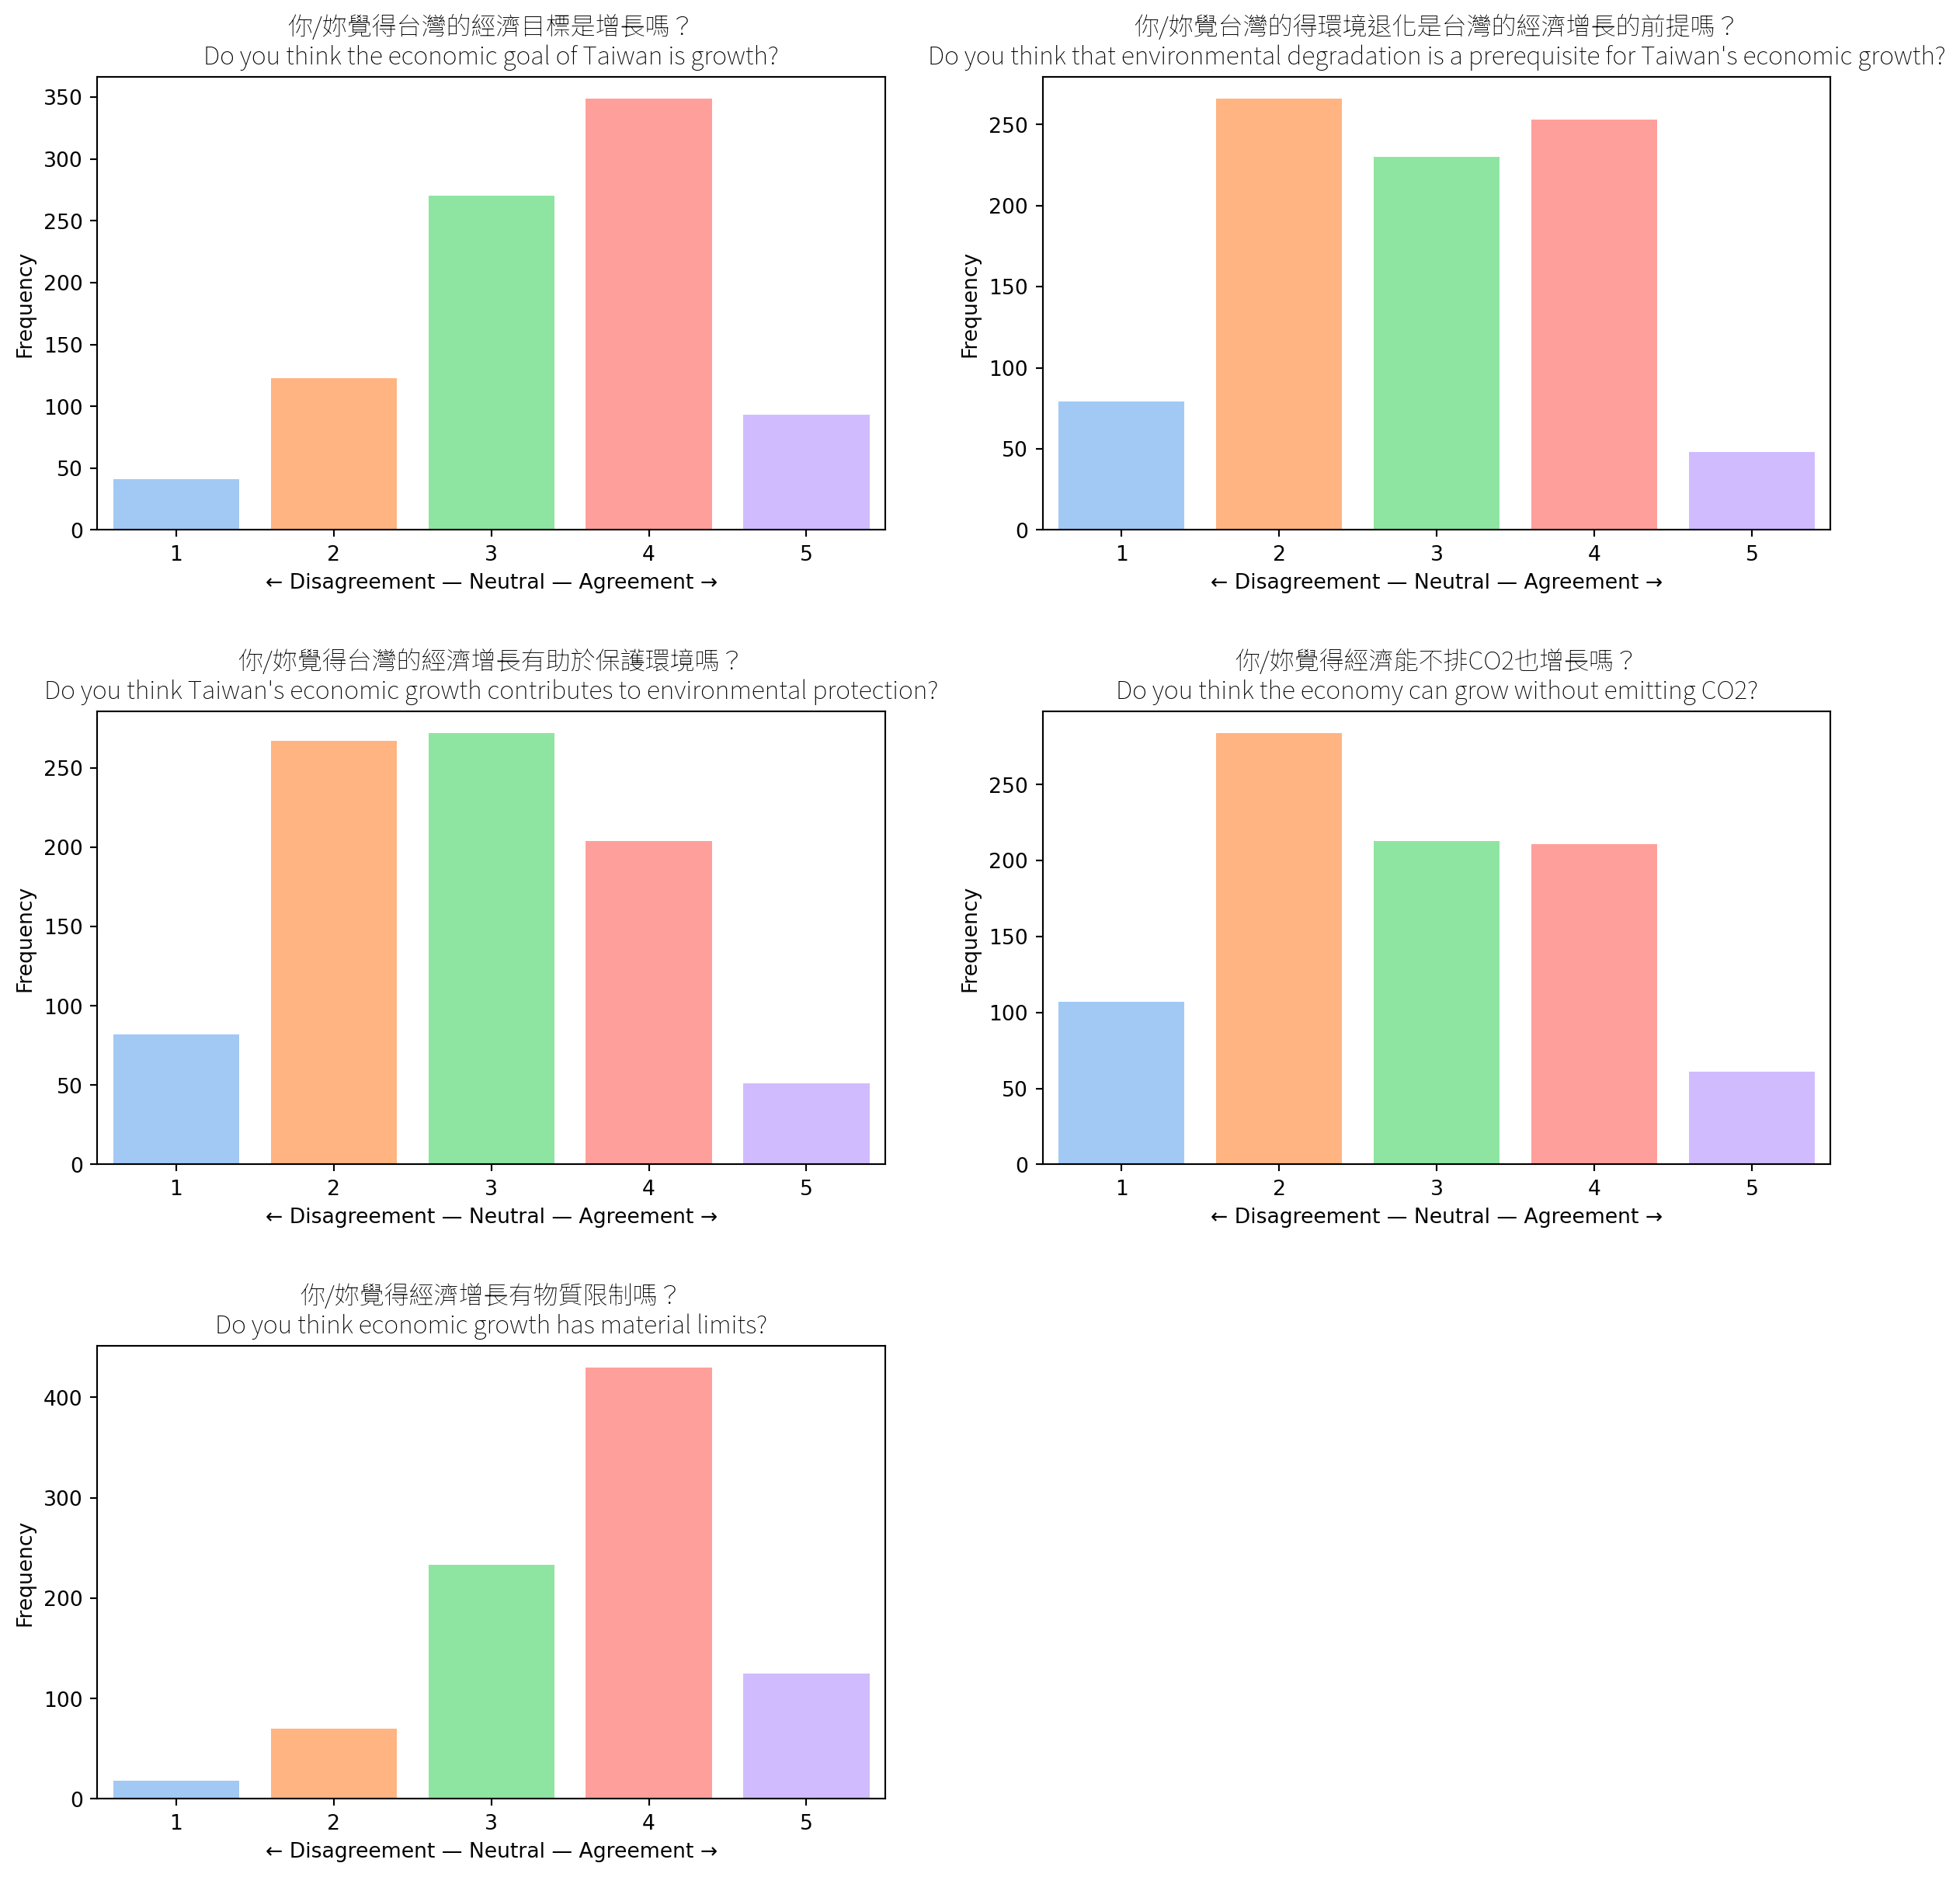 你/妳覺得台灣的經濟目標是增長嗎？
Do you think the economic goal of Taiwan is growth?
350
300
250
200
150
100
50
0
Frequency
1 2 3 4 5
← Disagreement — Neutral — Agreement →
你/妳覺台灣的得環境退化是台灣的經濟增長的前提嗎？
Do you think that environmental degradation is a prerequisite for Taiwan's economic growth?
250
200
150
100
50
0
Frequency
1 2 3 4 5
← Disagreement — Neutral — Agreement →
你/妳覺得台灣的經濟增長有助於保護環境嗎？
Do you think Taiwan's economic growth contributes to environmental protection?
250
200
150
100
50
0
Frequency
1 2 3 4 5
← Disagreement — Neutral — Agreement →
你/妳覺得經濟能不排CO2也增長嗎？
Do you think the economy can grow without emitting CO2?
250
200
150
100
50
0
Frequency
1 2 3 4 5
← Disagreement — Neutral — Agreement →
你/妳覺得經濟增長有物質限制嗎？
Do you think economic growth has material limits?
400
300
200
100
0
Frequency
1 2 3 4 5
← Disagreement — Neutral — Agreement →